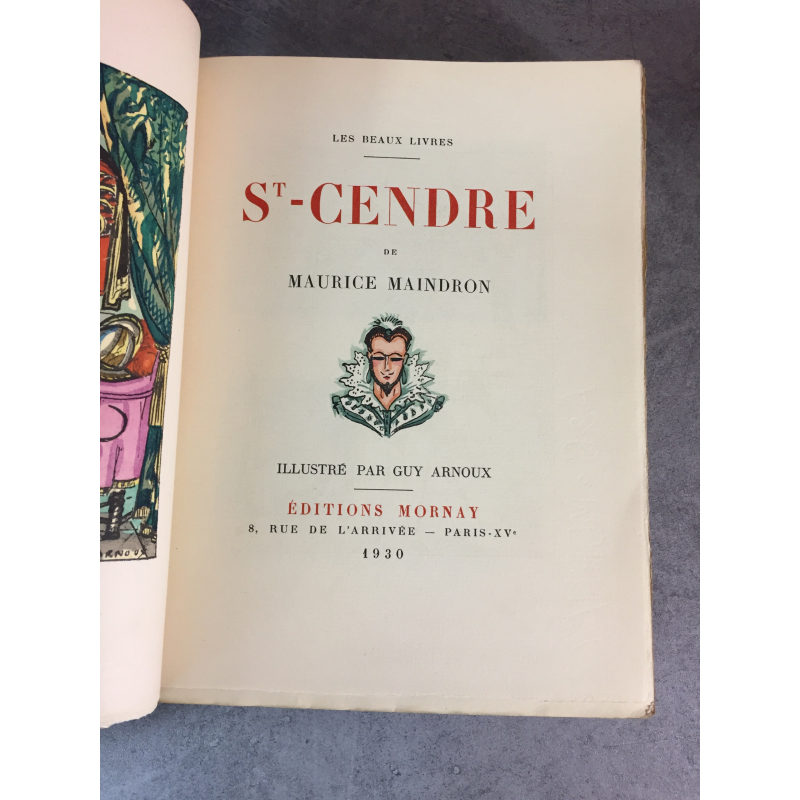 LES BEAUX LIVRES
ST-CENDRE
DE
MAURICE MAINDRON
ILLUSTRÉ PAR GUY ARNOUX
ÉDITIONS MORNAY
8, RUE DE L'ARRIVÉE — PARIS-XVe
1930
ARNOUX